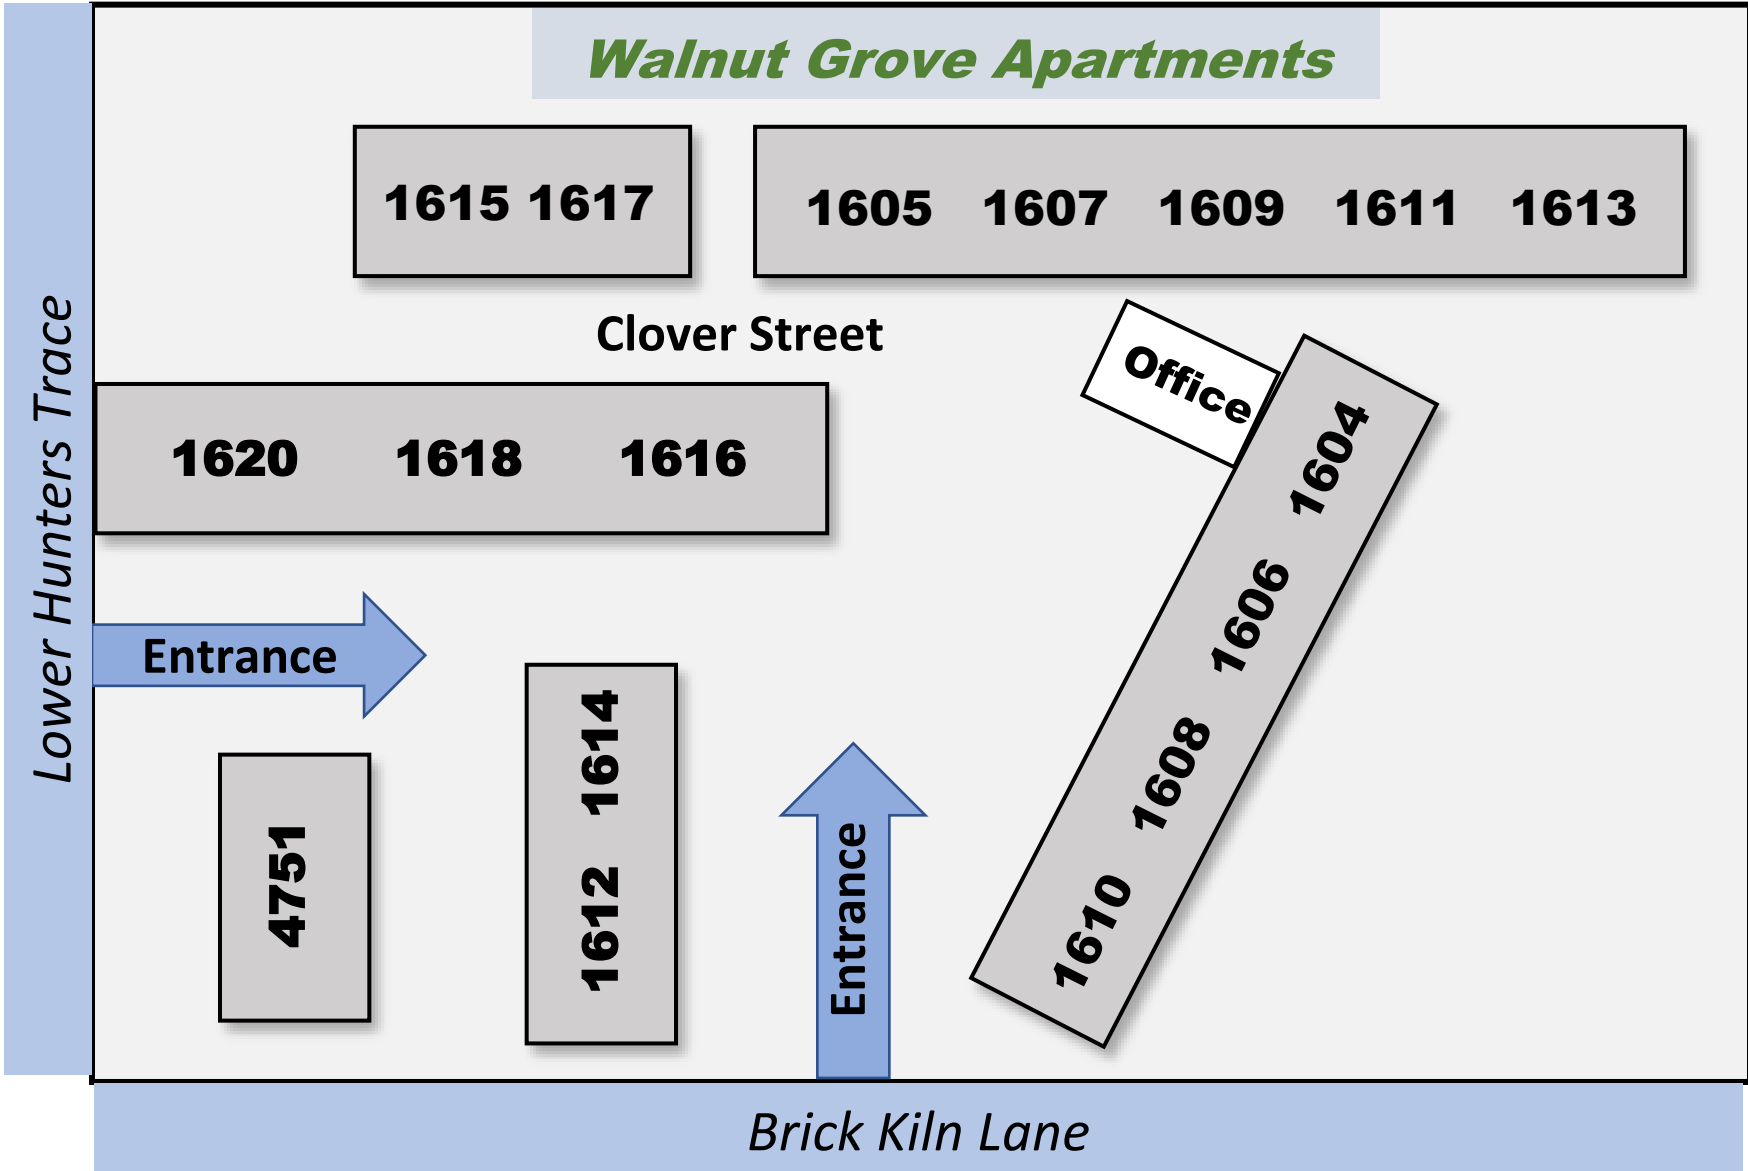 Walnut Grove Apartments
1615 1617
1605 1607 1609 1611 1613
Clover Street
Office
1620 1618 1616
1604
1606
1608
1610
Entrance
1614
1612
4751
Entrance
Lower Hunters Trace
Brick Kiln Lane